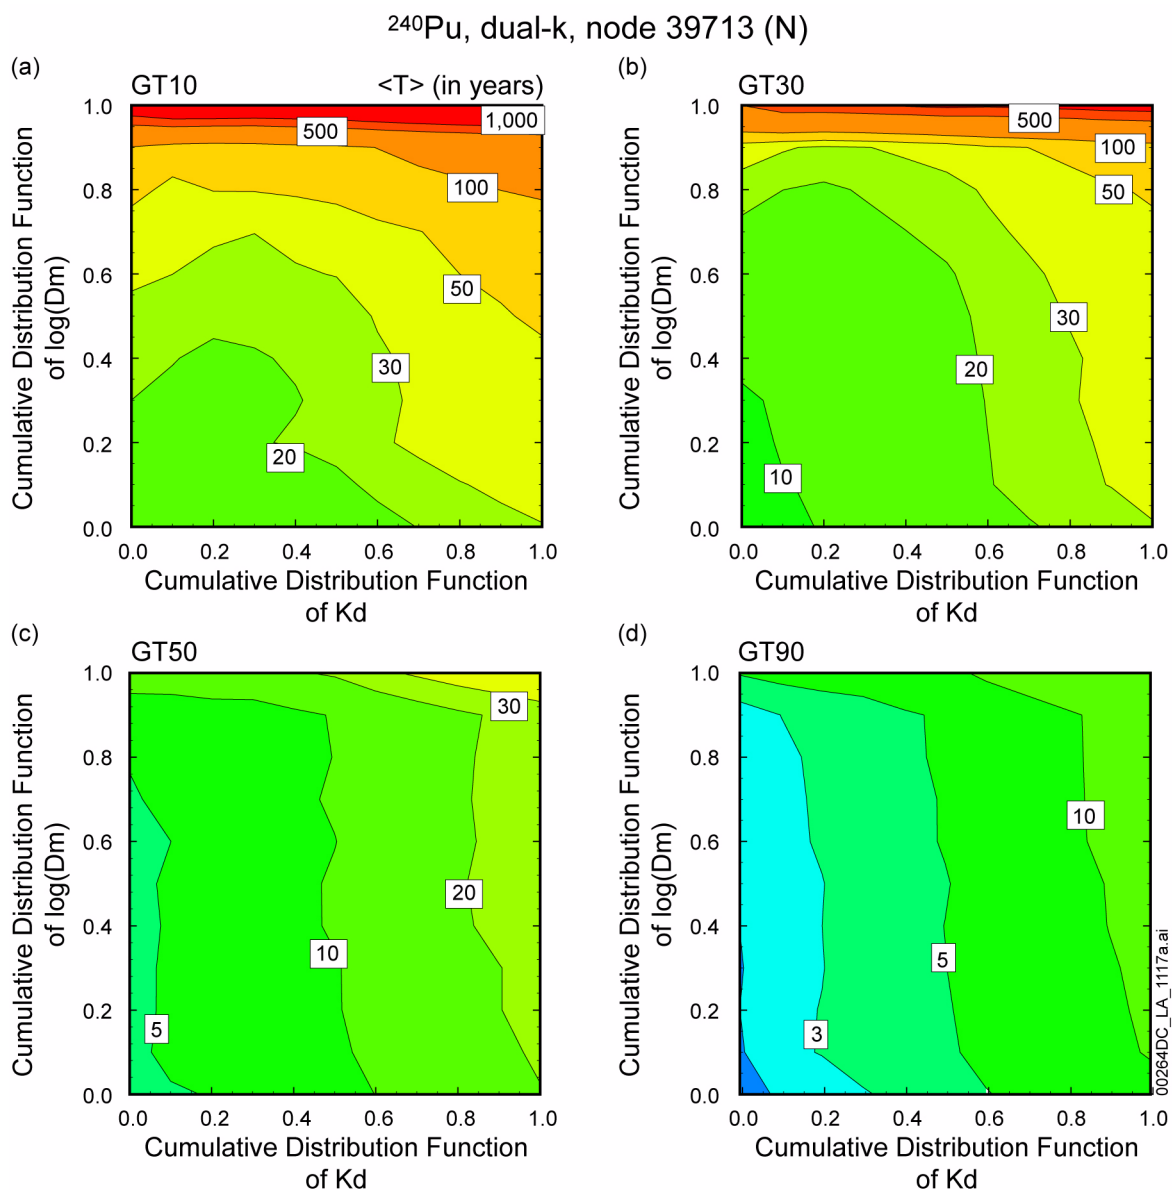 ²⁴⁰Pu, dual-k, node 39713 (N)
(a)
GT10 <T> (in years)
Cumulative Distribution Function
of log(Dm)
1.0
0.8
0.6
0.4
0.2
0.0
1,000
500
100
50
30
20
0.0 0.2 0.4 0.6 0.8 1.0
Cumulative Distribution Function
of Kd
(b)
GT30
Cumulative Distribution Function
of log(Dm)
1.0
0.8
0.6
0.4
0.2
0.0
500
100
50
30
20
10
0.0 0.2 0.4 0.6 0.8 1.0
Cumulative Distribution Function
of Kd
(c)
GT50
Cumulative Distribution Function
of log(Dm)
1.0
0.8
0.6
0.4
0.2
0.0
30
20
10
5
0.0 0.2 0.4 0.6 0.8 1.0
Cumulative Distribution Function
of Kd
(d)
GT90
Cumulative Distribution Function
of log(Dm)
1.0
0.8
0.6
0.4
0.2
0.0
10
5
3
0.0 0.2 0.4 0.6 0.8 1.0
Cumulative Distribution Function
of Kd
00264DC_LA_1117a.ai